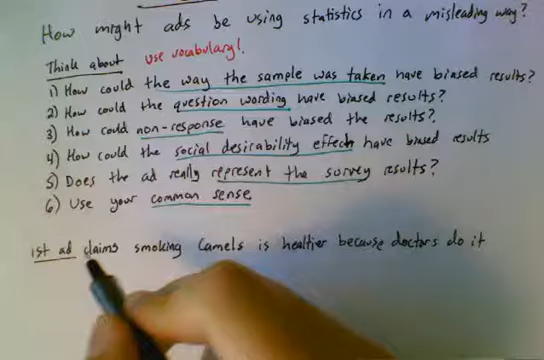 How might ads be using statistics in a misleading way?
Think about use vocabulary!
1) How could the way the sample was taken have biased results?
2) How could the question wording have biased results?
3) How could non-response have biased the results?
4) How could the social desirability effect have biased results
5) Does the ad really represent the survey results?
6) Use your common sense
1st ad claims smoking Camels is healthier because doctors do it